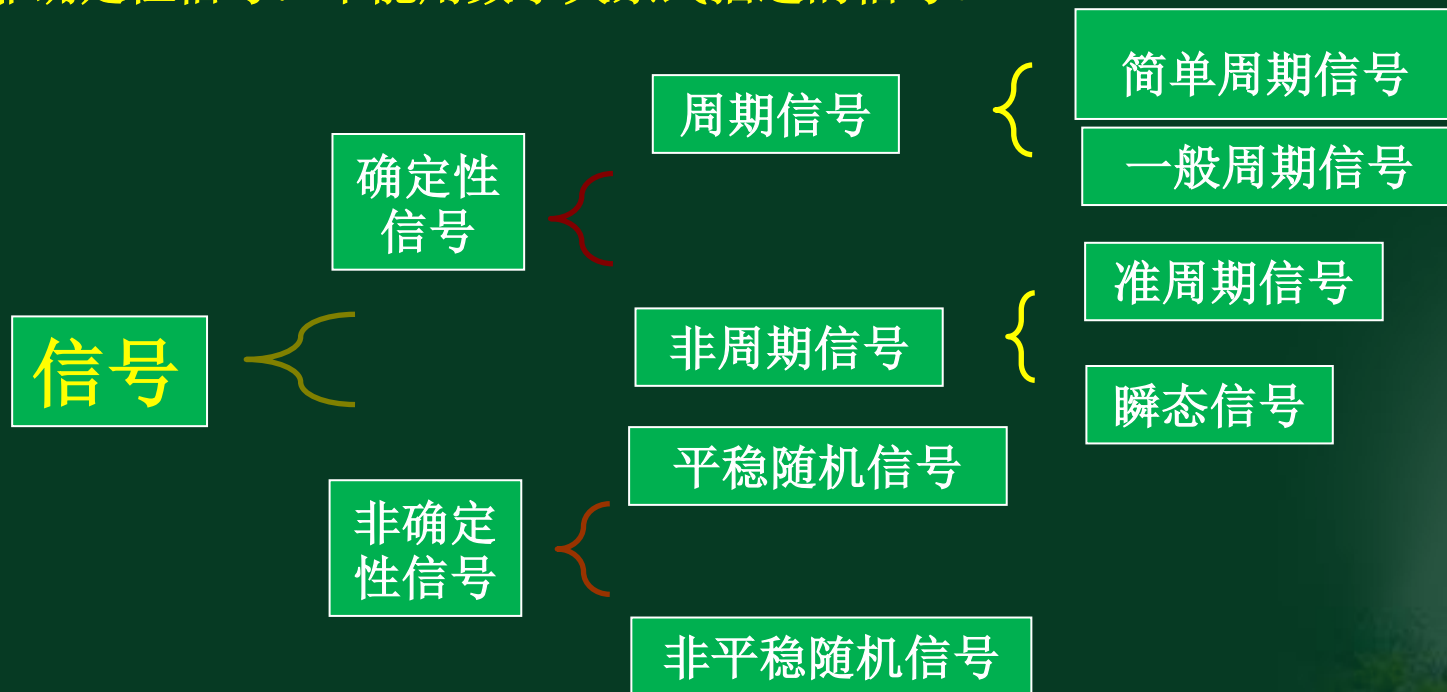 简单周期信号
周期信号
一般周期信号
确定性
信号
准周期信号
非周期信号
信号
瞬态信号
平稳随机信号
非确定
性信号
非平稳随机信号